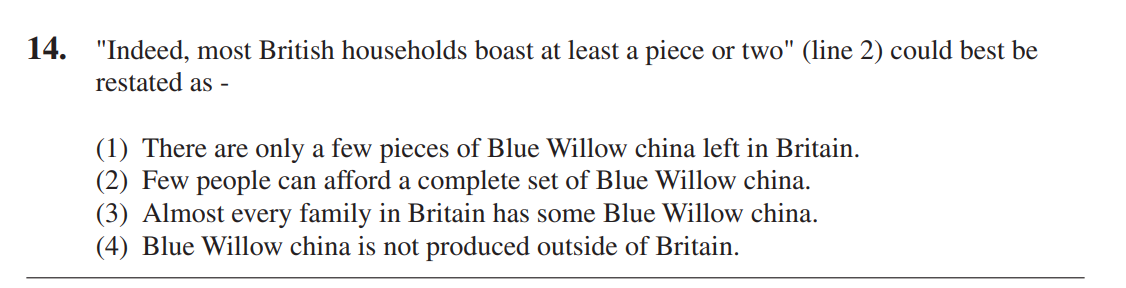 14. "Indeed, most British households boast at least a piece or two" (line 2) could best be
restated as -
(1) There are only a few pieces of Blue Willow china left in Britain.
(2) Few people can afford a complete set of Blue Willow china.
(3) Almost every family in Britain has some Blue Willow china.
(4) Blue Willow china is not produced outside of Britain.